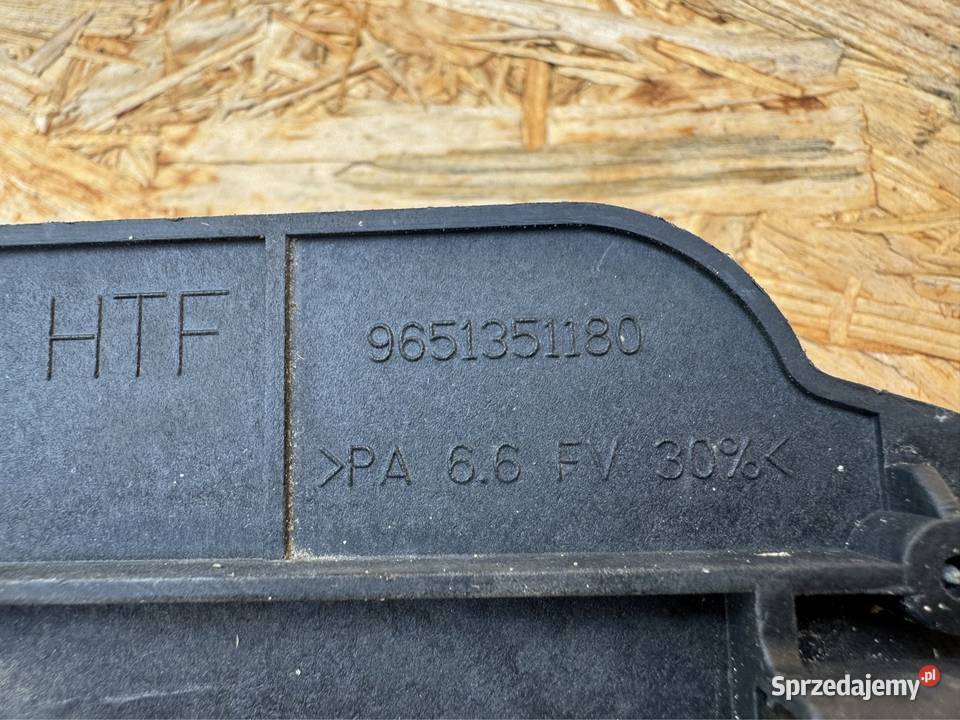 HTF
9651351180
>PA 6.6 FV 30%<
Sprzedajemy.pl